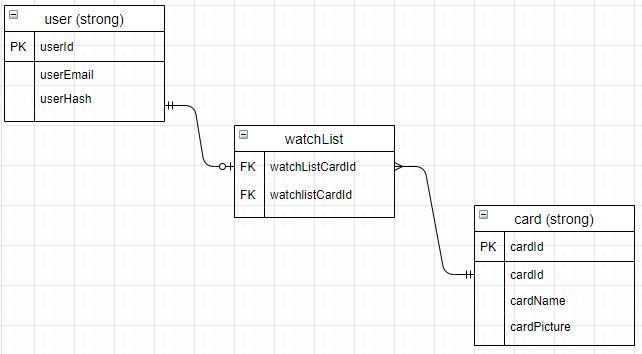 user (strong)
PK userId
userEmail
userHash
watchList
FK watchListCardId
FK watchlistCardId
card (strong)
PK cardId
cardId
cardName
cardPicture